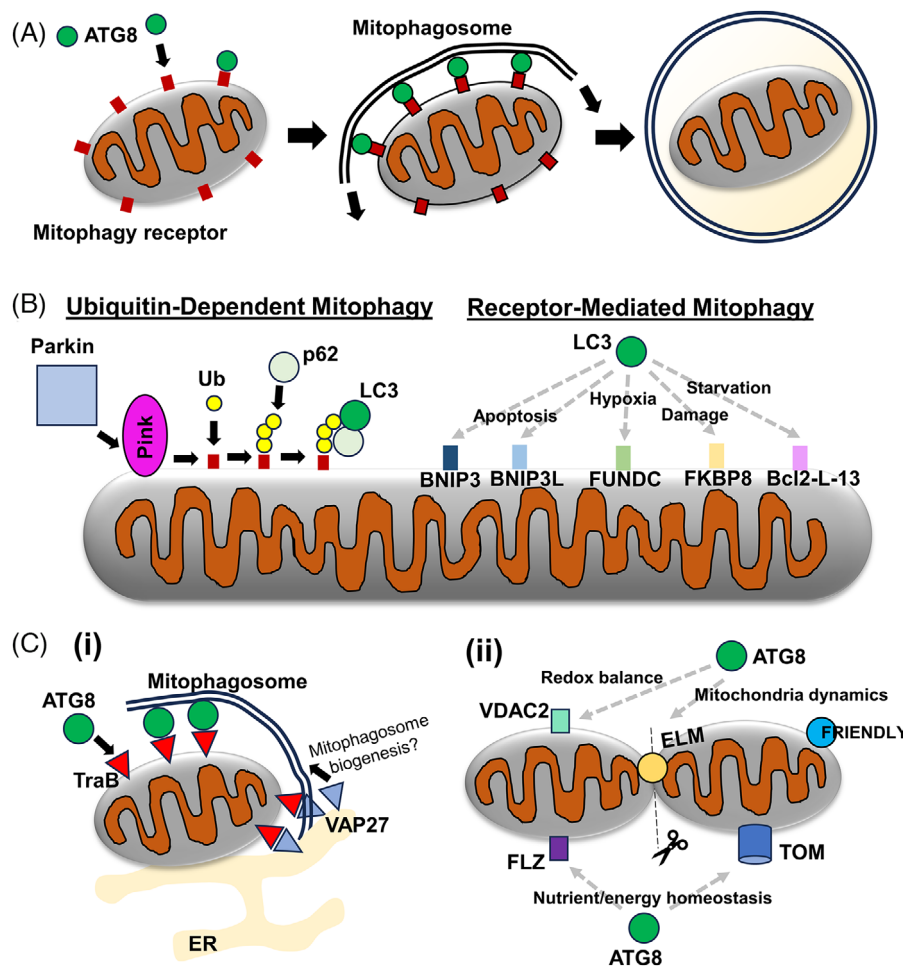 (A)
ATG8
Mitophagosome
Mitophagy receptor
(B)
Ubiquitin-Dependent Mitophagy
Receptor-Mediated Mitophagy
Parkin
Pink
Ub
p62
LC3
LC3
Apoptosis
Hypoxia
Damage
Starvation
BNIP3
BNIP3L
FUNDC
FKBP8
Bcl2-L-13
(C)
(i)
ATG8
Mitophagosome
TraB
Mitophagosome
biogenesis?
VAP27
ER
(ii)
ATG8
Redox balance
Mitochondria dynamics
VDAC2
ELM
FRIENDLY
FLZ
TOM
Nutrient/energy homeostasis
ATG8